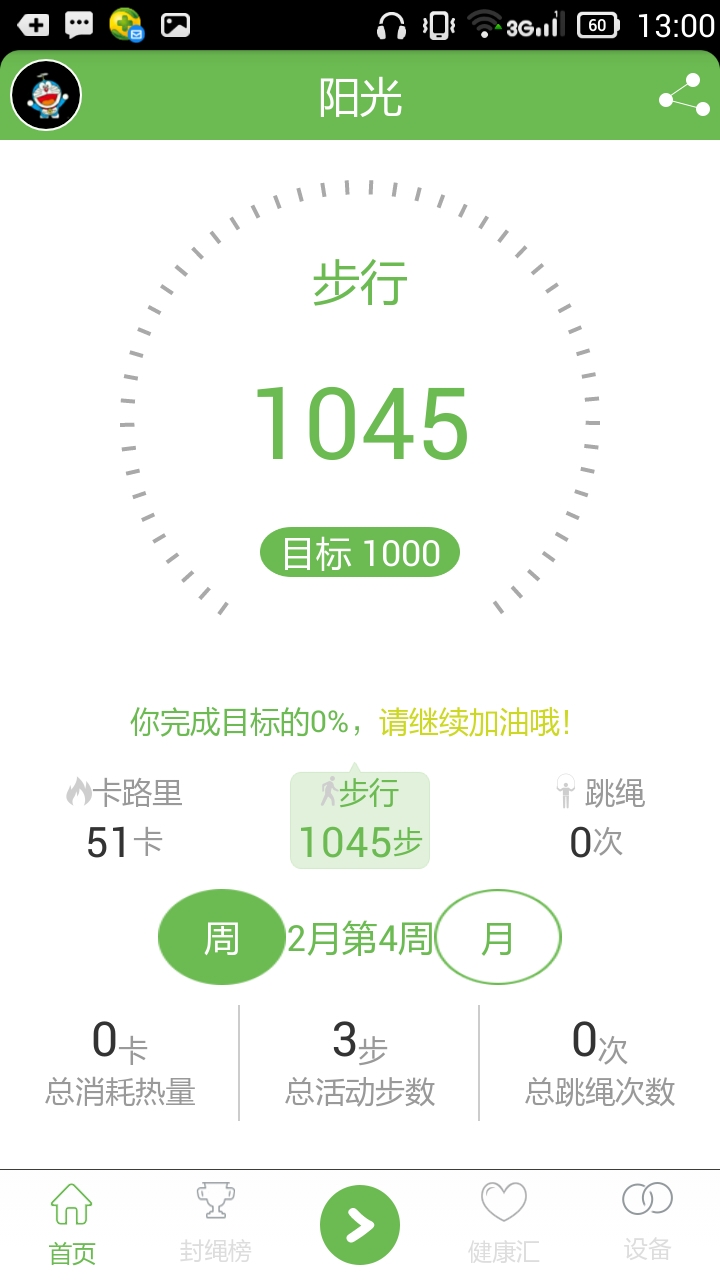 3G 60 13:00
阳光
步行
1045
目标 1000
你完成目标的0%，请继续加油哦！
卡路里 步行 跳绳
51卡 1045步 0次
周 2月第4周 月
0卡 3步 0次
总消耗热量 总活动步数 总跳绳次数
首页 封绳榜 健康汇 设备